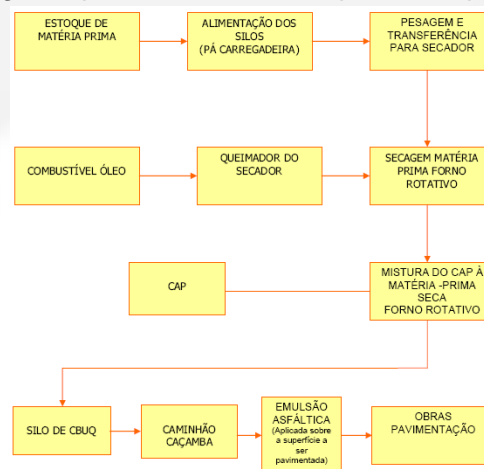 ESTOQUE DE
MATÉRIA PRIMA
ALIMENTAÇÃO DOS
SILOS
(PÁ CARREGADEIRA)
PESAGEM E
TRANSFERÊNCIA
PARA SECADOR
COMBUSTÍVEL ÓLEO
QUEIMADOR DO
SECADOR
SECAGEM MATÉRIA
PRIMA FORNO
ROTATIVO
CAP
MISTURA DO CAP À
MATÉRIA -PRIMA
SECA
FORNO ROTATIVO
SILO DE CBUQ
CAMINHÃO
CAÇAMBA
EMULSÃO
ASFÁLTICA
(Aplicada sobre
a superfície a
ser
pavimentada)
OBRAS
PAVIMENTAÇÃO